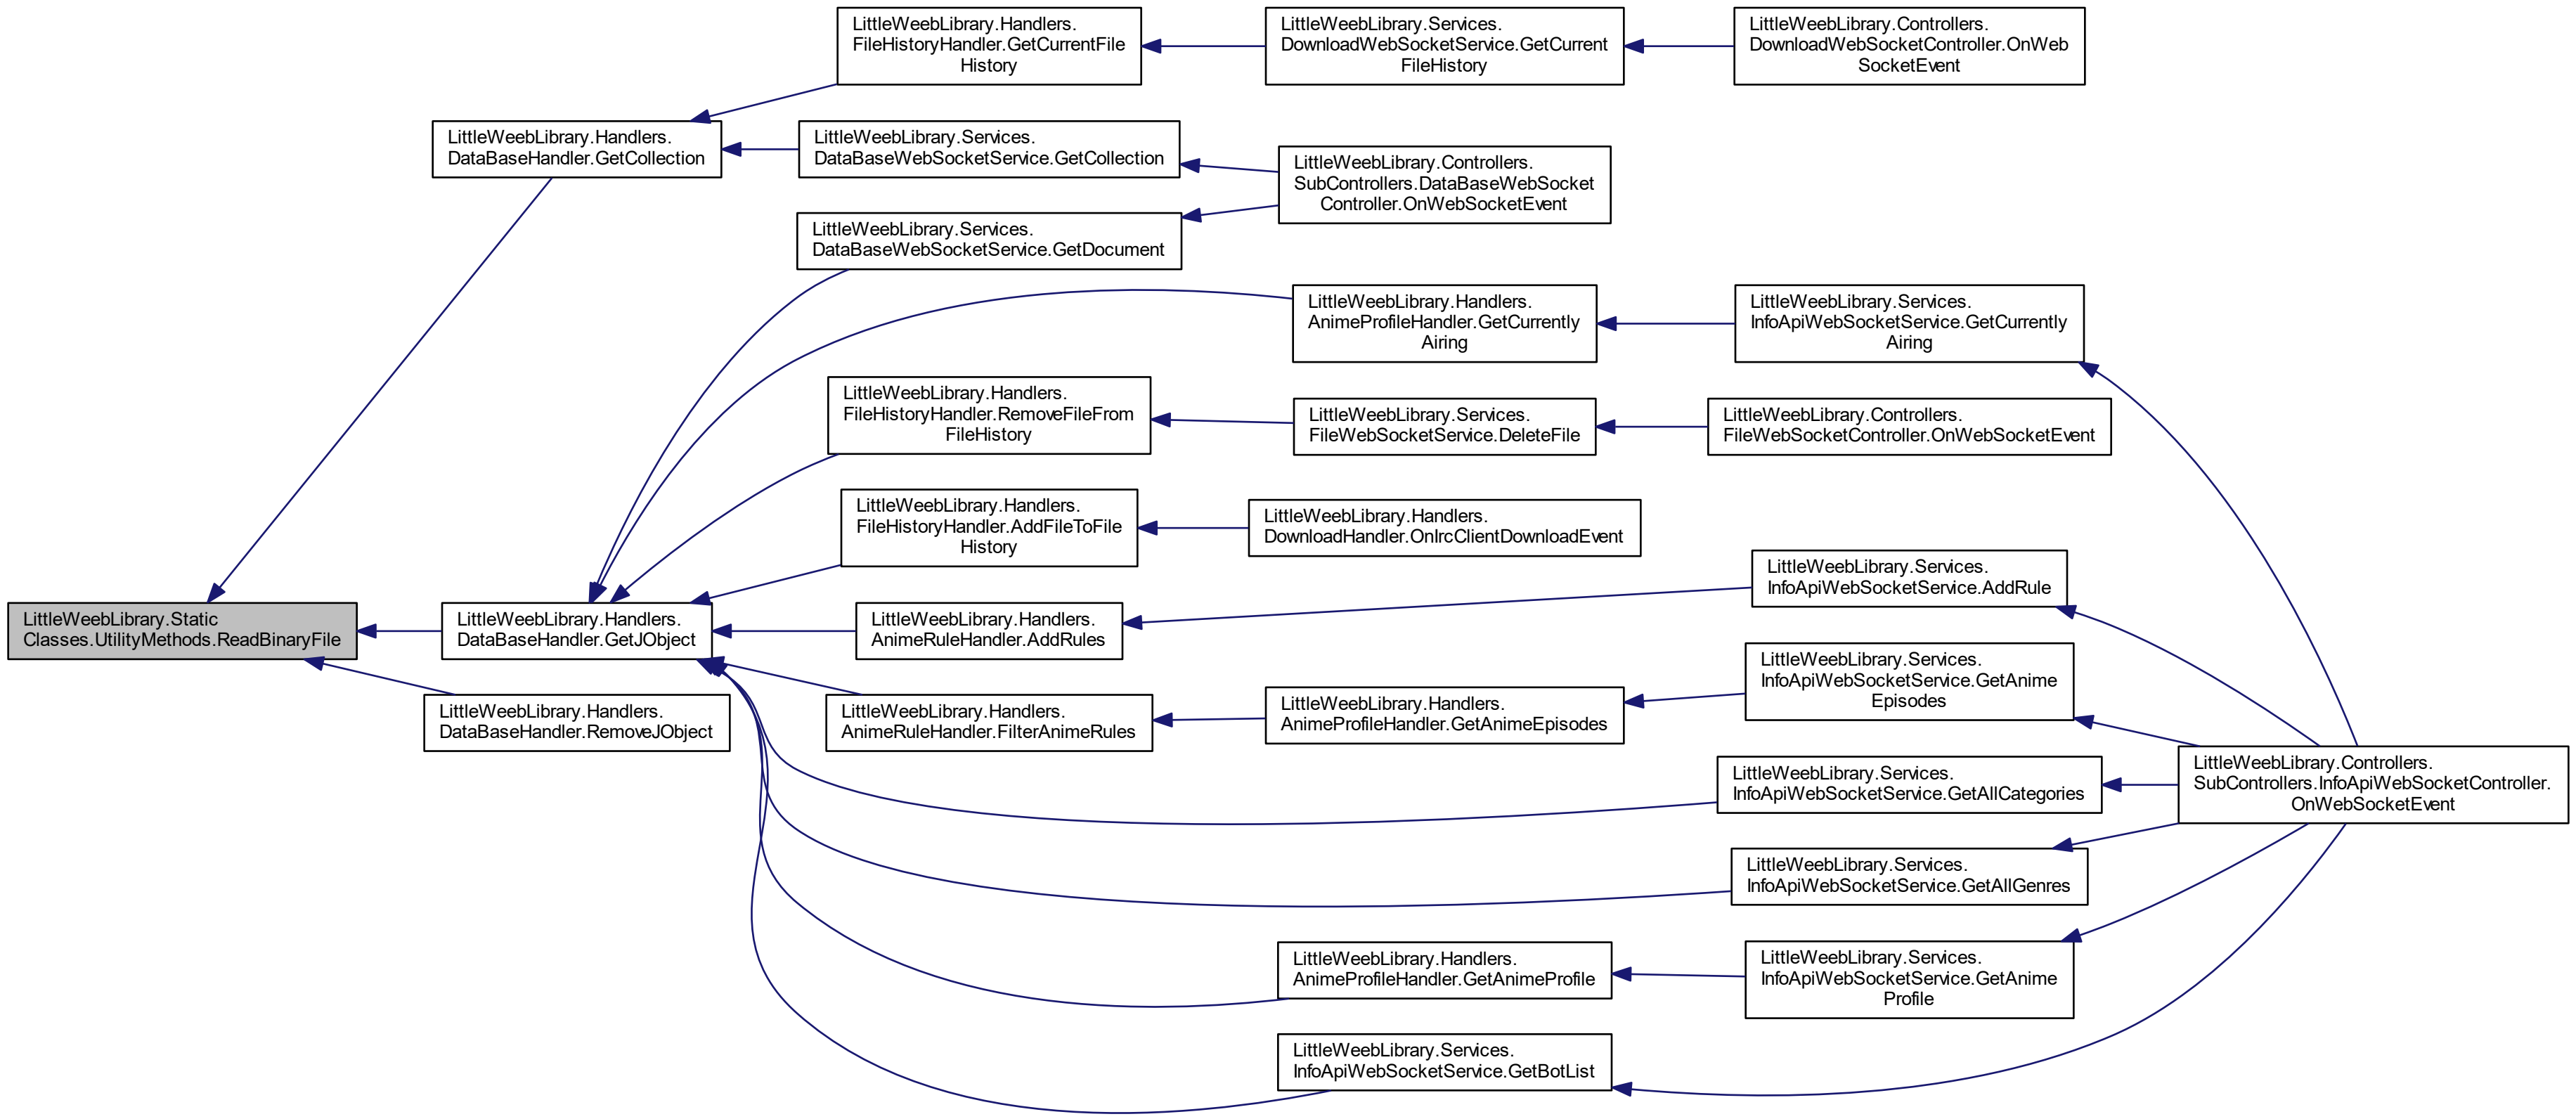 LittleWeebLibrary.Handlers.
FileHistoryHandler.GetCurrentFile
History
LittleWeebLibrary.Services.
DownloadWebSocketService.GetCurrent
FileHistory
LittleWeebLibrary.Controllers.
DownloadWebSocketController.OnWeb
SocketEvent
LittleWeebLibrary.Handlers.
DataBaseHandler.GetCollection
LittleWeebLibrary.Services.
DataBaseWebSocketService.GetCollection
LittleWeebLibrary.Controllers.
SubControllers.DataBaseWebSocket
Controller.OnWebSocketEvent
LittleWeebLibrary.Services.
DataBaseWebSocketService.GetDocument
LittleWeebLibrary.Handlers.
AnimeProfileHandler.GetCurrently
Airing
LittleWeebLibrary.Services.
InfoApiWebSocketService.GetCurrently
Airing
LittleWeebLibrary.Handlers.
FileHistoryHandler.RemoveFileFrom
FileHistory
LittleWeebLibrary.Services.
FileWebSocketService.DeleteFile
LittleWeebLibrary.Controllers.
FileWebSocketController.OnWebSocketEvent
LittleWeebLibrary.Handlers.
FileHistoryHandler.AddFileToFile
History
LittleWeebLibrary.Handlers.
DownloadHandler.OnIrcClientDownloadEvent
LittleWeebLibrary.Static
Classes.UtilityMethods.ReadBinaryFile
LittleWeebLibrary.Handlers.
DataBaseHandler.GetJObject
LittleWeebLibrary.Handlers.
AnimeRuleHandler.AddRules
LittleWeebLibrary.Services.
InfoApiWebSocketService.AddRule
LittleWeebLibrary.Handlers.
DataBaseHandler.RemoveJObject
LittleWeebLibrary.Handlers.
AnimeRuleHandler.FilterAnimeRules
LittleWeebLibrary.Handlers.
AnimeProfileHandler.GetAnimeEpisodes
LittleWeebLibrary.Services.
InfoApiWebSocketService.GetAnime
Episodes
LittleWeebLibrary.Services.
InfoApiWebSocketService.GetAllCategories
LittleWeebLibrary.Controllers.
SubControllers.InfoApiWebSocketController.
OnWebSocketEvent
LittleWeebLibrary.Services.
InfoApiWebSocketService.GetAllGenres
LittleWeebLibrary.Handlers.
AnimeProfileHandler.GetAnimeProfile
LittleWeebLibrary.Services.
InfoApiWebSocketService.GetAnime
Profile
LittleWeebLibrary.Services.
InfoApiWebSocketService.GetBotList